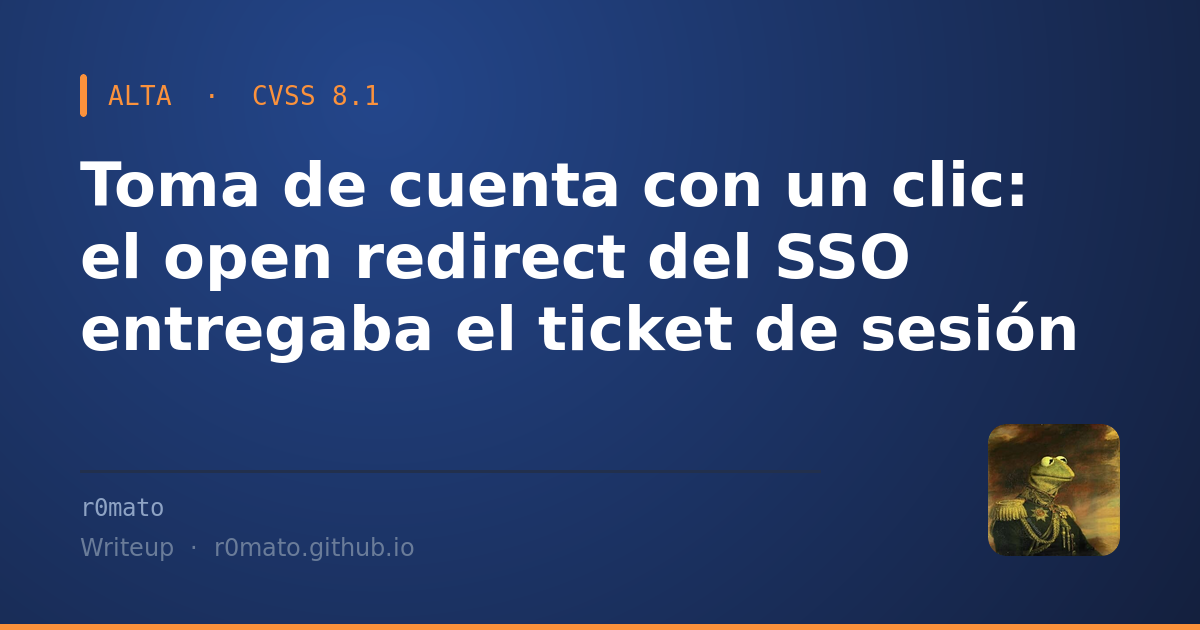 ALTA · CVSS 8.1
Toma de cuenta con un clic:
el open redirect del SSO
entregaba el ticket de sesión
r0mato
Writeup · r0mato.github.io